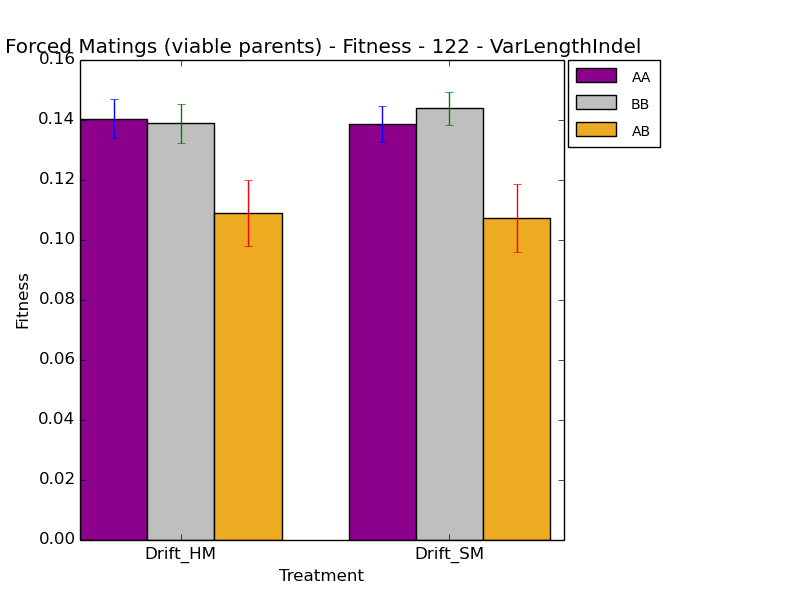 Forced Matings (viable parents) - Fitness - 122 - VarLengthIndel
0.16
0.14
0.12
0.10
0.08
0.06
0.04
0.02
0.00
Fitness
Drift_HM
Drift_SM
Treatment
AA
BB
AB